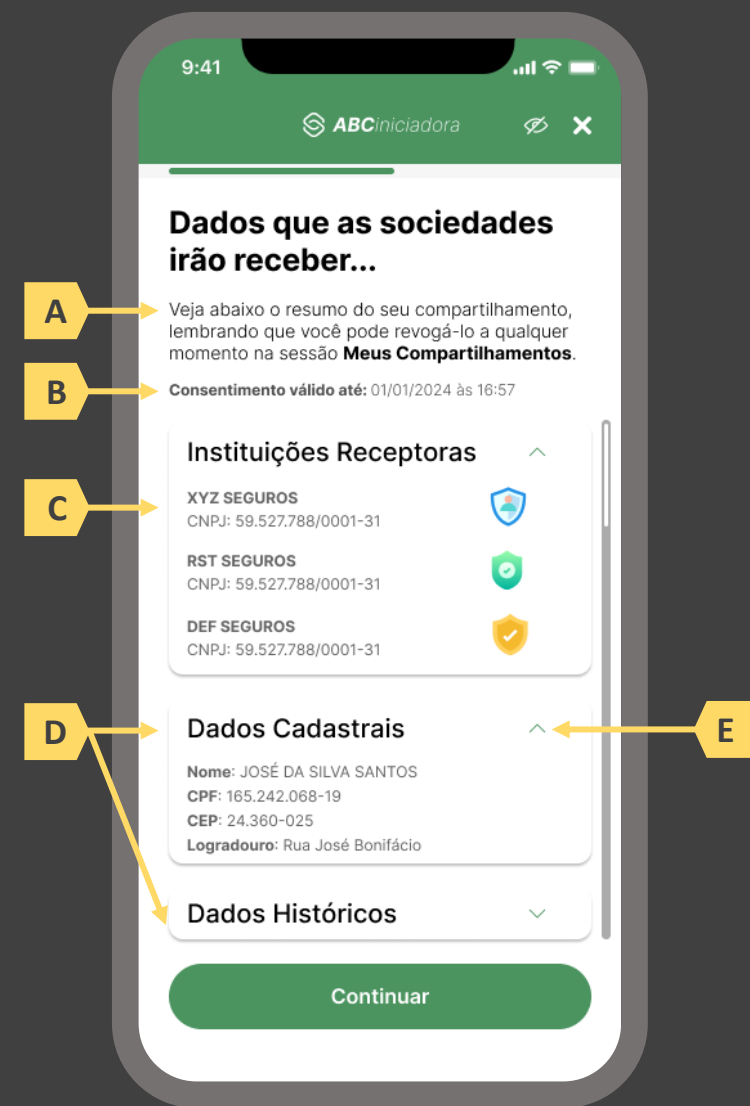 9:41
ABCiniciadora
Dados que as sociedades
irão receber...
A
Veja abaixo o resumo do seu compartilhamento,
lembrando que você pode revogá-lo a qualquer
momento na sessão Meus Compartilhamentos.
B
Consentimento válido até: 01/01/2024 às 16:57
Instituições Receptoras
C
XYZ SEGUROS
CNPJ: 59.527.788/0001-31
RST SEGUROS
CNPJ: 59.527.788/0001-31
DEF SEGUROS
CNPJ: 59.527.788/0001-31
D
Dados Cadastrais
E
Nome: JOSÉ DA SILVA SANTOS
CPF: 165.242.068-19
CEP: 24.360-025
Logradouro: Rua José Bonifácio
Dados Históricos
Continuar